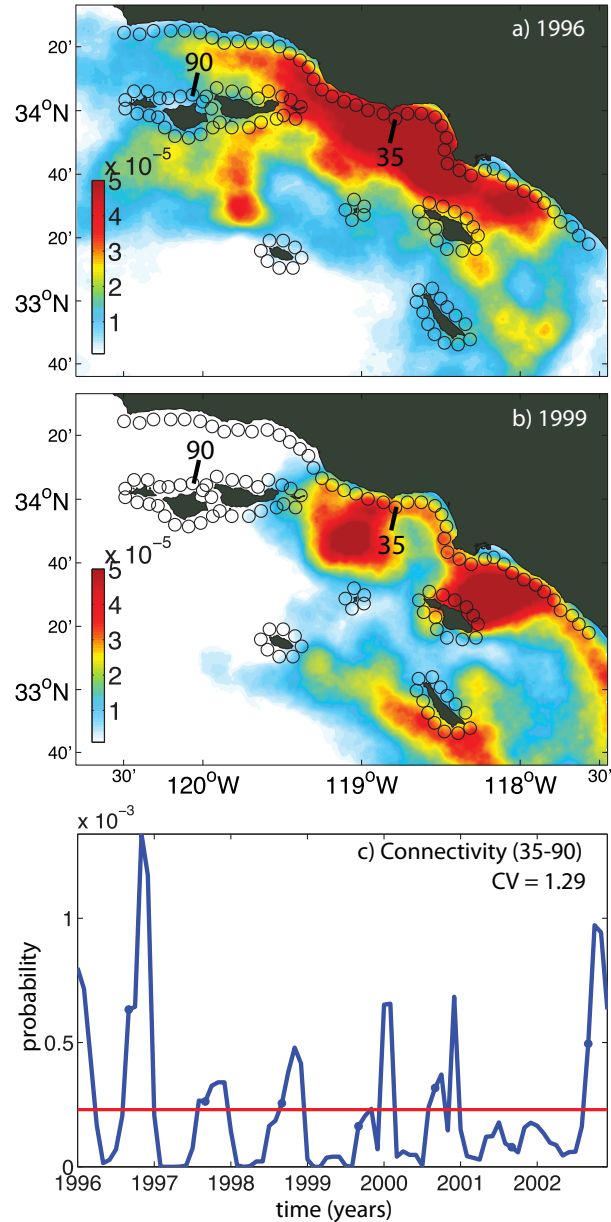 a) 1996
20'
90
34°N
35
40'
x 10⁻⁵
5
4
3
2
1
20'
33°N
40'
b) 1999
20'
90
34°N
35
40'
x 10⁻⁵
5
4
3
2
1
20'
33°N
40'
30' 120°W 119°W 118°W 30'
x 10⁻³
c) Connectivity (35-90)
CV = 1.29
1
0.5
0
probability
1996 1997 1998 1999 2000 2001 2002
time (years)